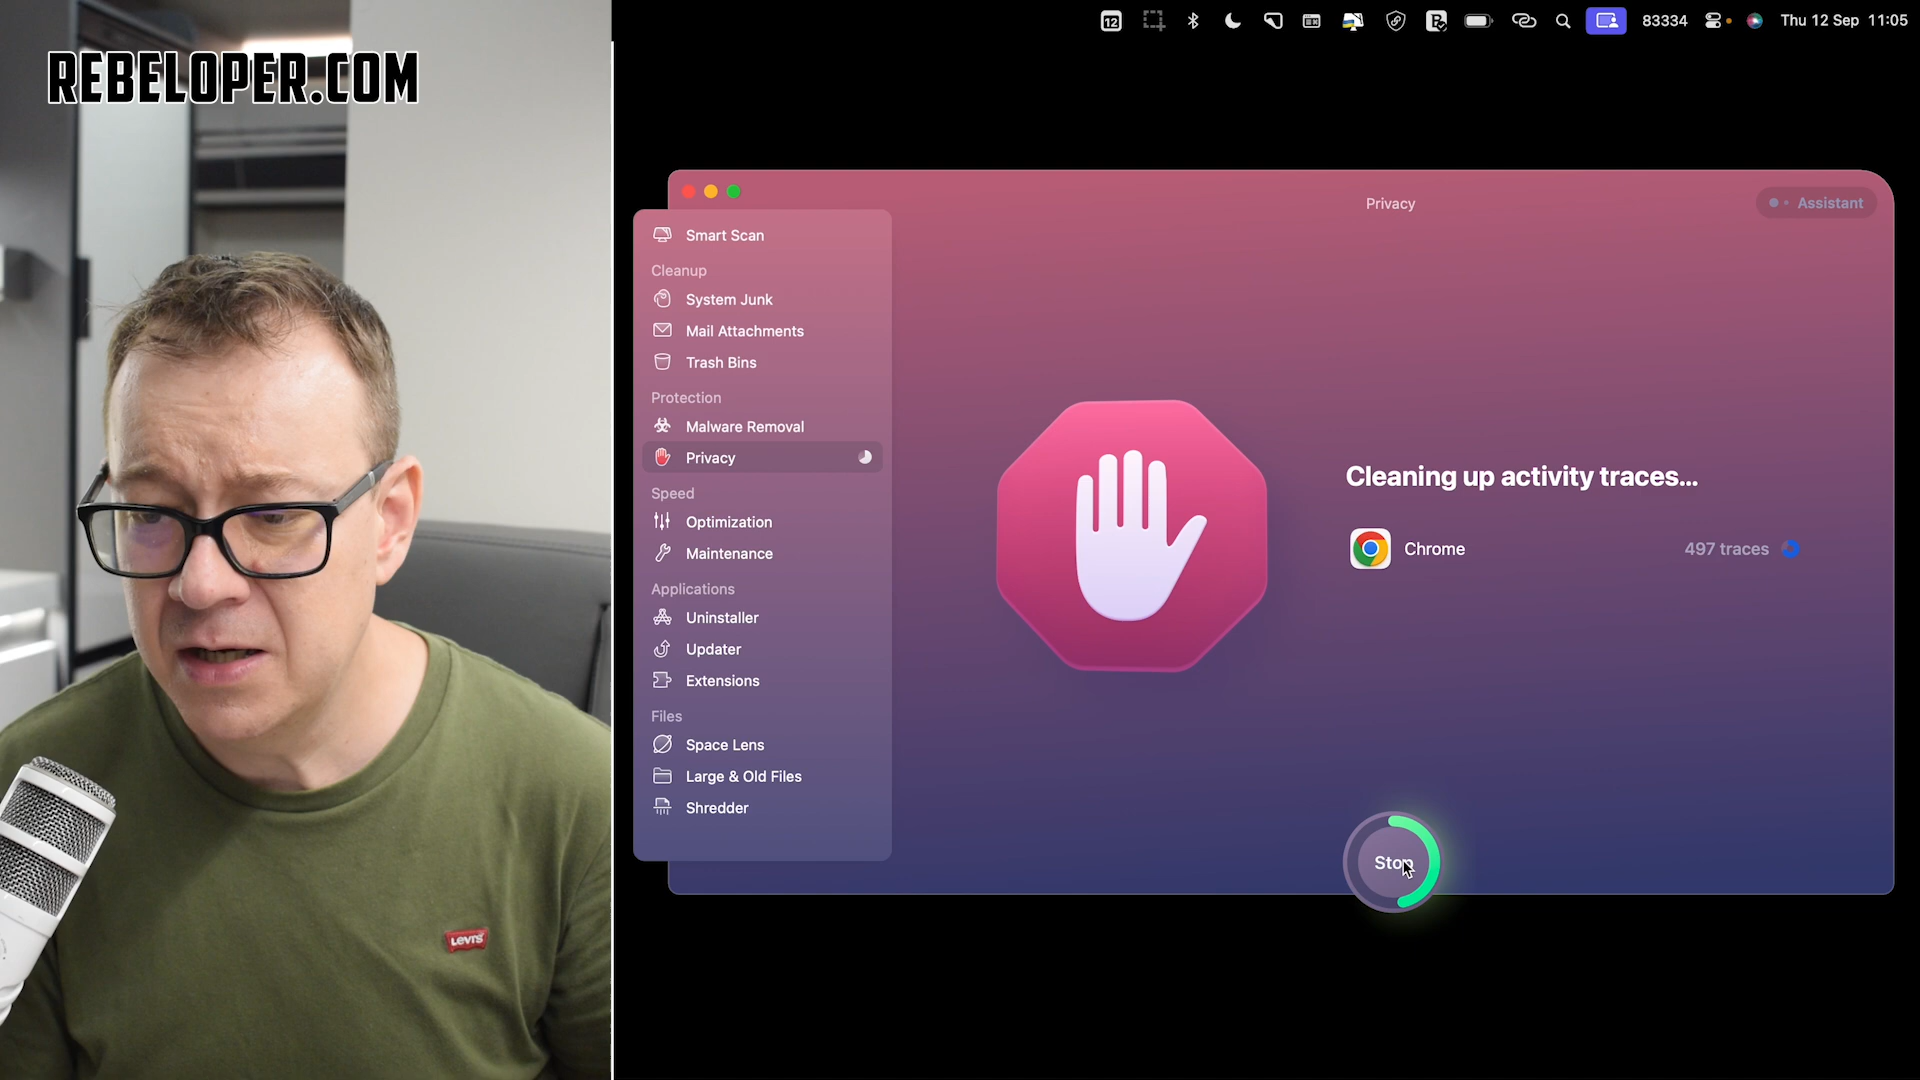 REBELOPER.COM
12
83334
Thu 12 Sep 11:05
Privacy
Assistant
Smart Scan
Cleanup
System Junk
Mail Attachments
Trash Bins
Protection
Malware Removal
Privacy
Speed
Optimization
Maintenance
Applications
Uninstaller
Updater
Extensions
Files
Space Lens
Large & Old Files
Shredder
Cleaning up activity traces...
Chrome
497 traces
Stop
Levi's